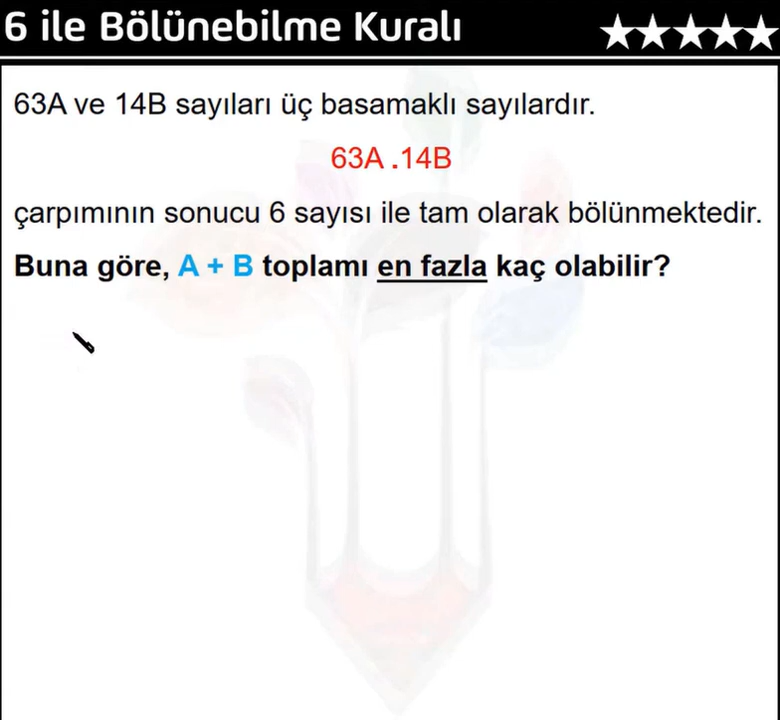 6 ile Bölünebilme Kuralı
63A ve 14B sayıları üç basamaklı sayılardır.
63A .14B
çarpımının sonucu 6 sayısı ile tam olarak bölünmektedir.
Buna göre, A + B toplamı en fazla kaç olabilir?